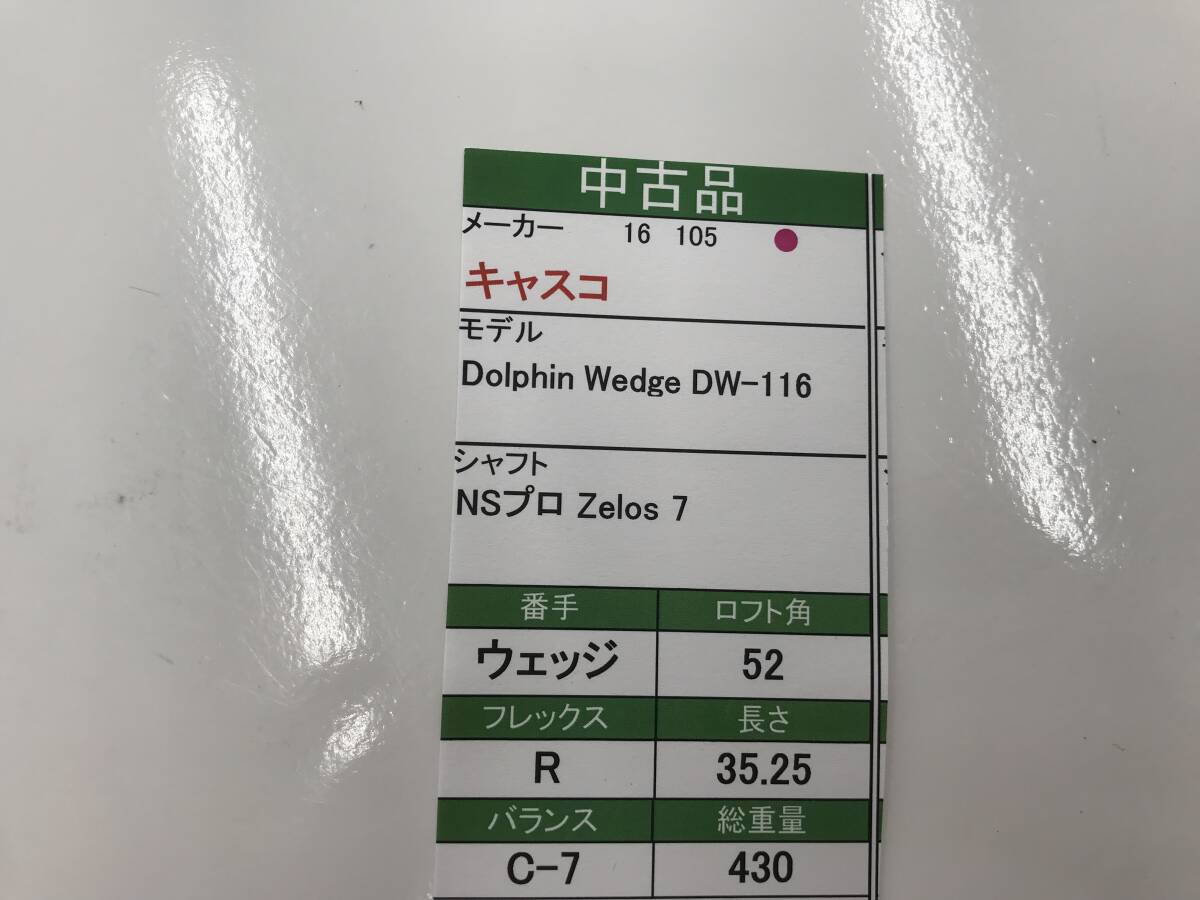 中古品
メーカー 16 105
キャスコ
モデル
Dolphin Wedge DW-116
シャフト
NSプロ Zelos 7
番手 ロフト角
ウェッジ 52
フレックス 長さ
R 35.25
バランス 総重量
C-7 430